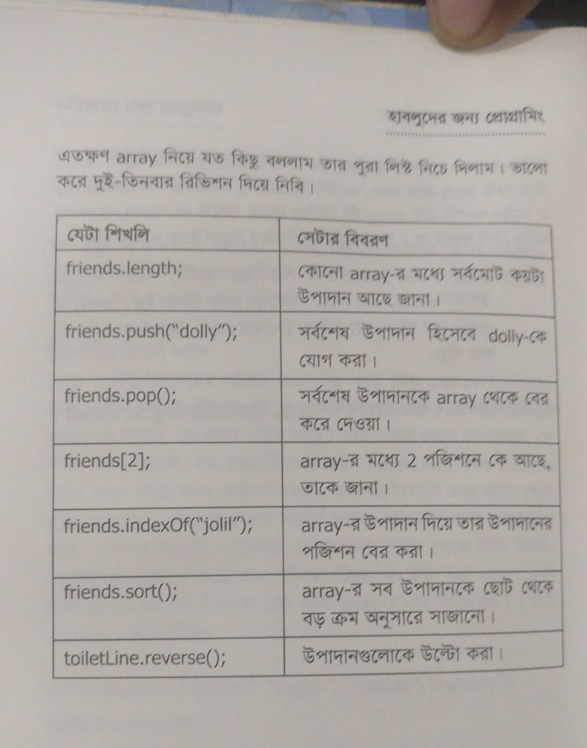 হাবলুদের জন্য প্রোগ্রামিং
এতক্ষণ array নিয়ে যত কিছু বললাম তার পুরা লিস্ট নিচে দিলাম। ভালো
করে দুই-তিনবার রিভিশন দিয়ে নিবি।
যেটা শিখলি সেটার বিবরণ
friends.length; কোনো array-র মধ্যে সর্বমোট কয়টা
উপাদান আছে জানা।
friends.push(“dolly”); সর্বশেষ উপাদান হিসেবে dolly-কে
যোগ করা।
friends.pop(); সর্বশেষ উপাদানকে array থেকে বের
করে দেওয়া।
friends[2]; array-র মধ্যে 2 পজিশনে কে আছে,
তাকে জানা।
friends.indexOf(“jolil”); array-র উপাদান দিয়ে তার উপাদানের
পজিশন বের করা।
friends.sort(); array-র সব উপাদানকে ছোট থেকে
বড় ক্রম অনুসারে সাজানো।
toiletLine.reverse(); উপাদানগুলোকে উল্টো করা।